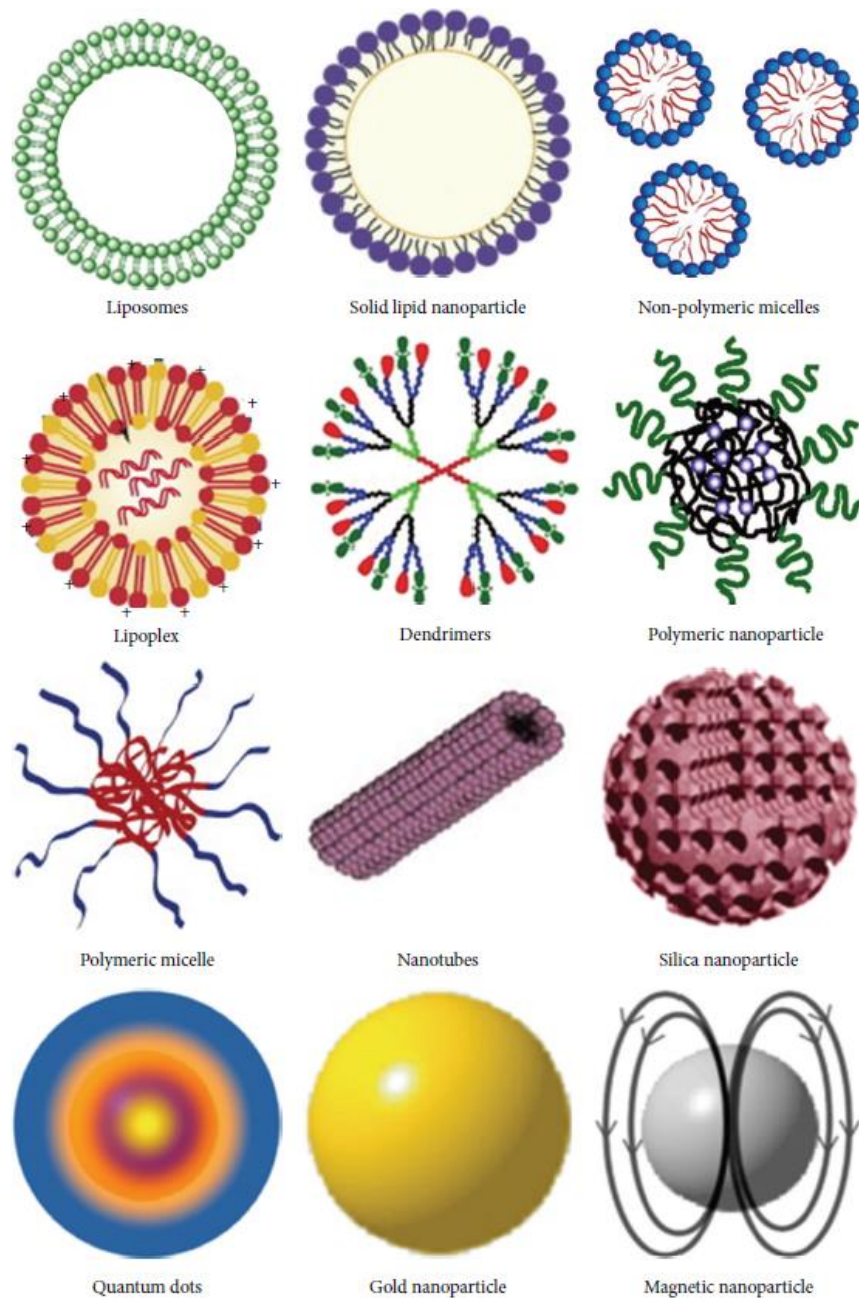 Liposomes
Solid lipid nanoparticle
Non-polymeric micelles
Lipoplex
Dendrimers
Polymeric nanoparticle
Polymeric micelle
Nanotubes
Silica nanoparticle
Quantum dots
Gold nanoparticle
Magnetic nanoparticle